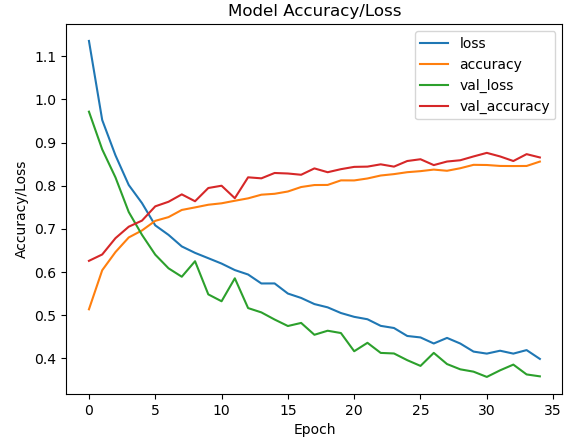 Model Accuracy/Loss
loss
accuracy
val_loss
val_accuracy
1.1
1.0
0.9
0.8
0.7
0.6
0.5
0.4
Accuracy/Loss
0 5 10 15 20 25 30 35
Epoch